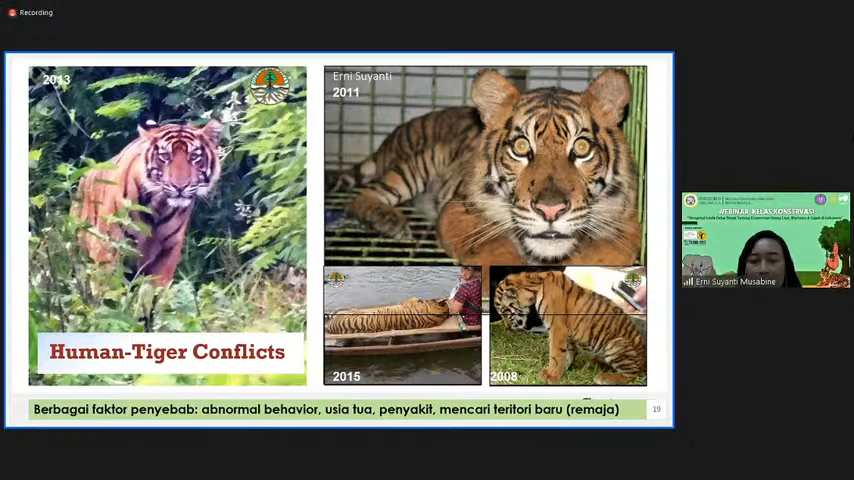 Recording
2013
Erni Suyanti
2011
Human-Tiger Conflicts
2015
2008
Berbagai faktor penyebab: abnormal behavior, usia tua, penyakit, mencari teritori baru (remaja)
19
WEBINAR KELAS KONSERVASI
Erni Suyanti Musabine